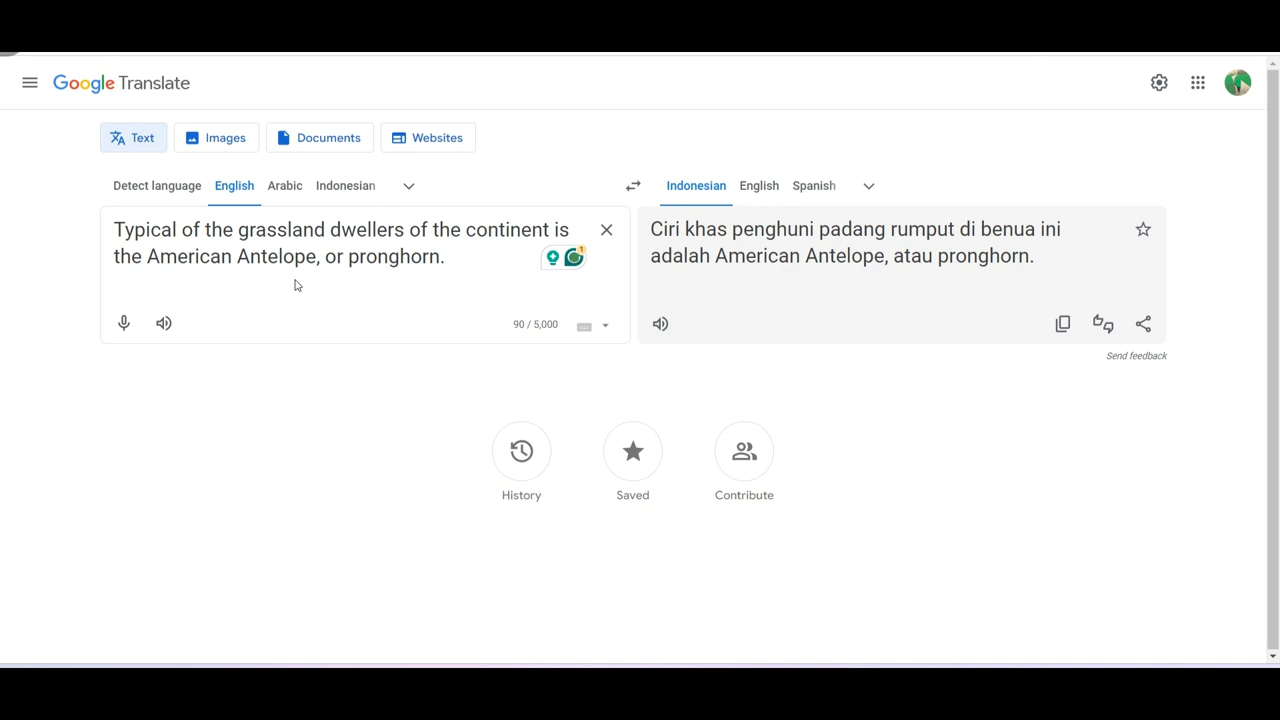 Google Translate
Text Images Documents Websites
Detect language English Arabic Indonesian
Indonesian English Spanish
Typical of the grassland dwellers of the continent is
the American Antelope, or pronghorn.
1
90 / 5,000
Ciri khas penghuni padang rumput di benua ini
adalah American Antelope, atau pronghorn.
Send feedback
History Saved Contribute